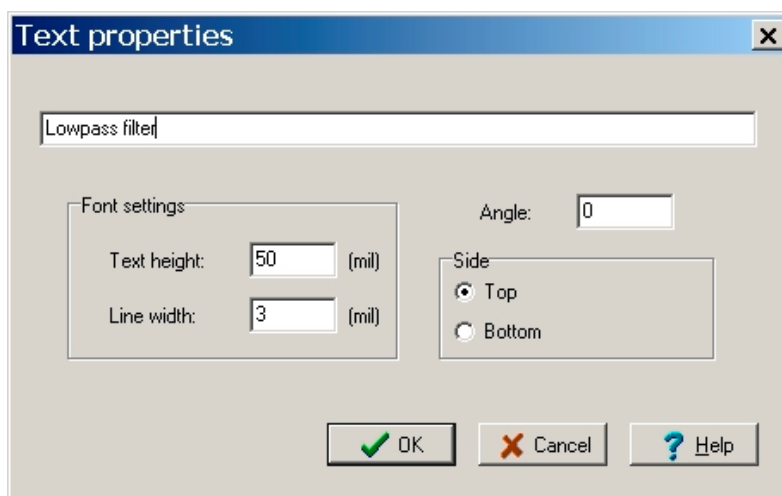 Text properties
Lowpass filter
Font settings
Text height: 50 (mil)
Line width: 3 (mil)
Angle: 0
Side
Top
Bottom
OK Cancel Help